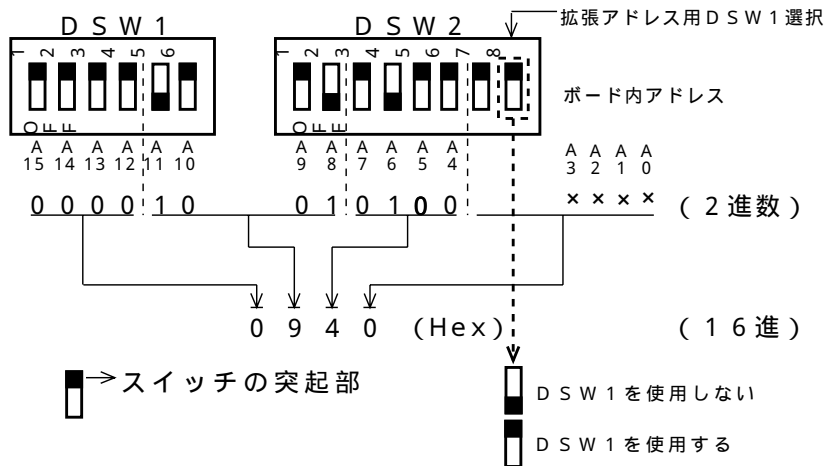 拡張アドレス用DSW1選択
DSW1 DSW2
1 2 3 4 5 6 1 2 3 4 5 6 7 8
ボード内アドレス
OFF OFF
A15 A14 A13 A12 A11 A10 A9 A8 A7 A6 A5 A4 A3 A2 A1 A0
0 0 0 0 1 0 0 1 0 1 0 0 × × × × (2進数)
0 9 4 0 (Hex) (16進)
スイッチの突起部
DSW1を使用しない
DSW1を使用する